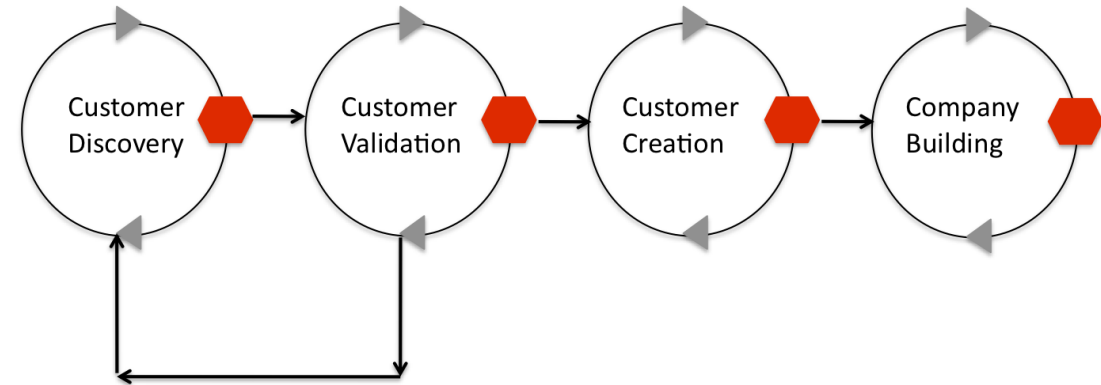 Customer
Discovery
Customer
Validation
Customer
Creation
Company
Building